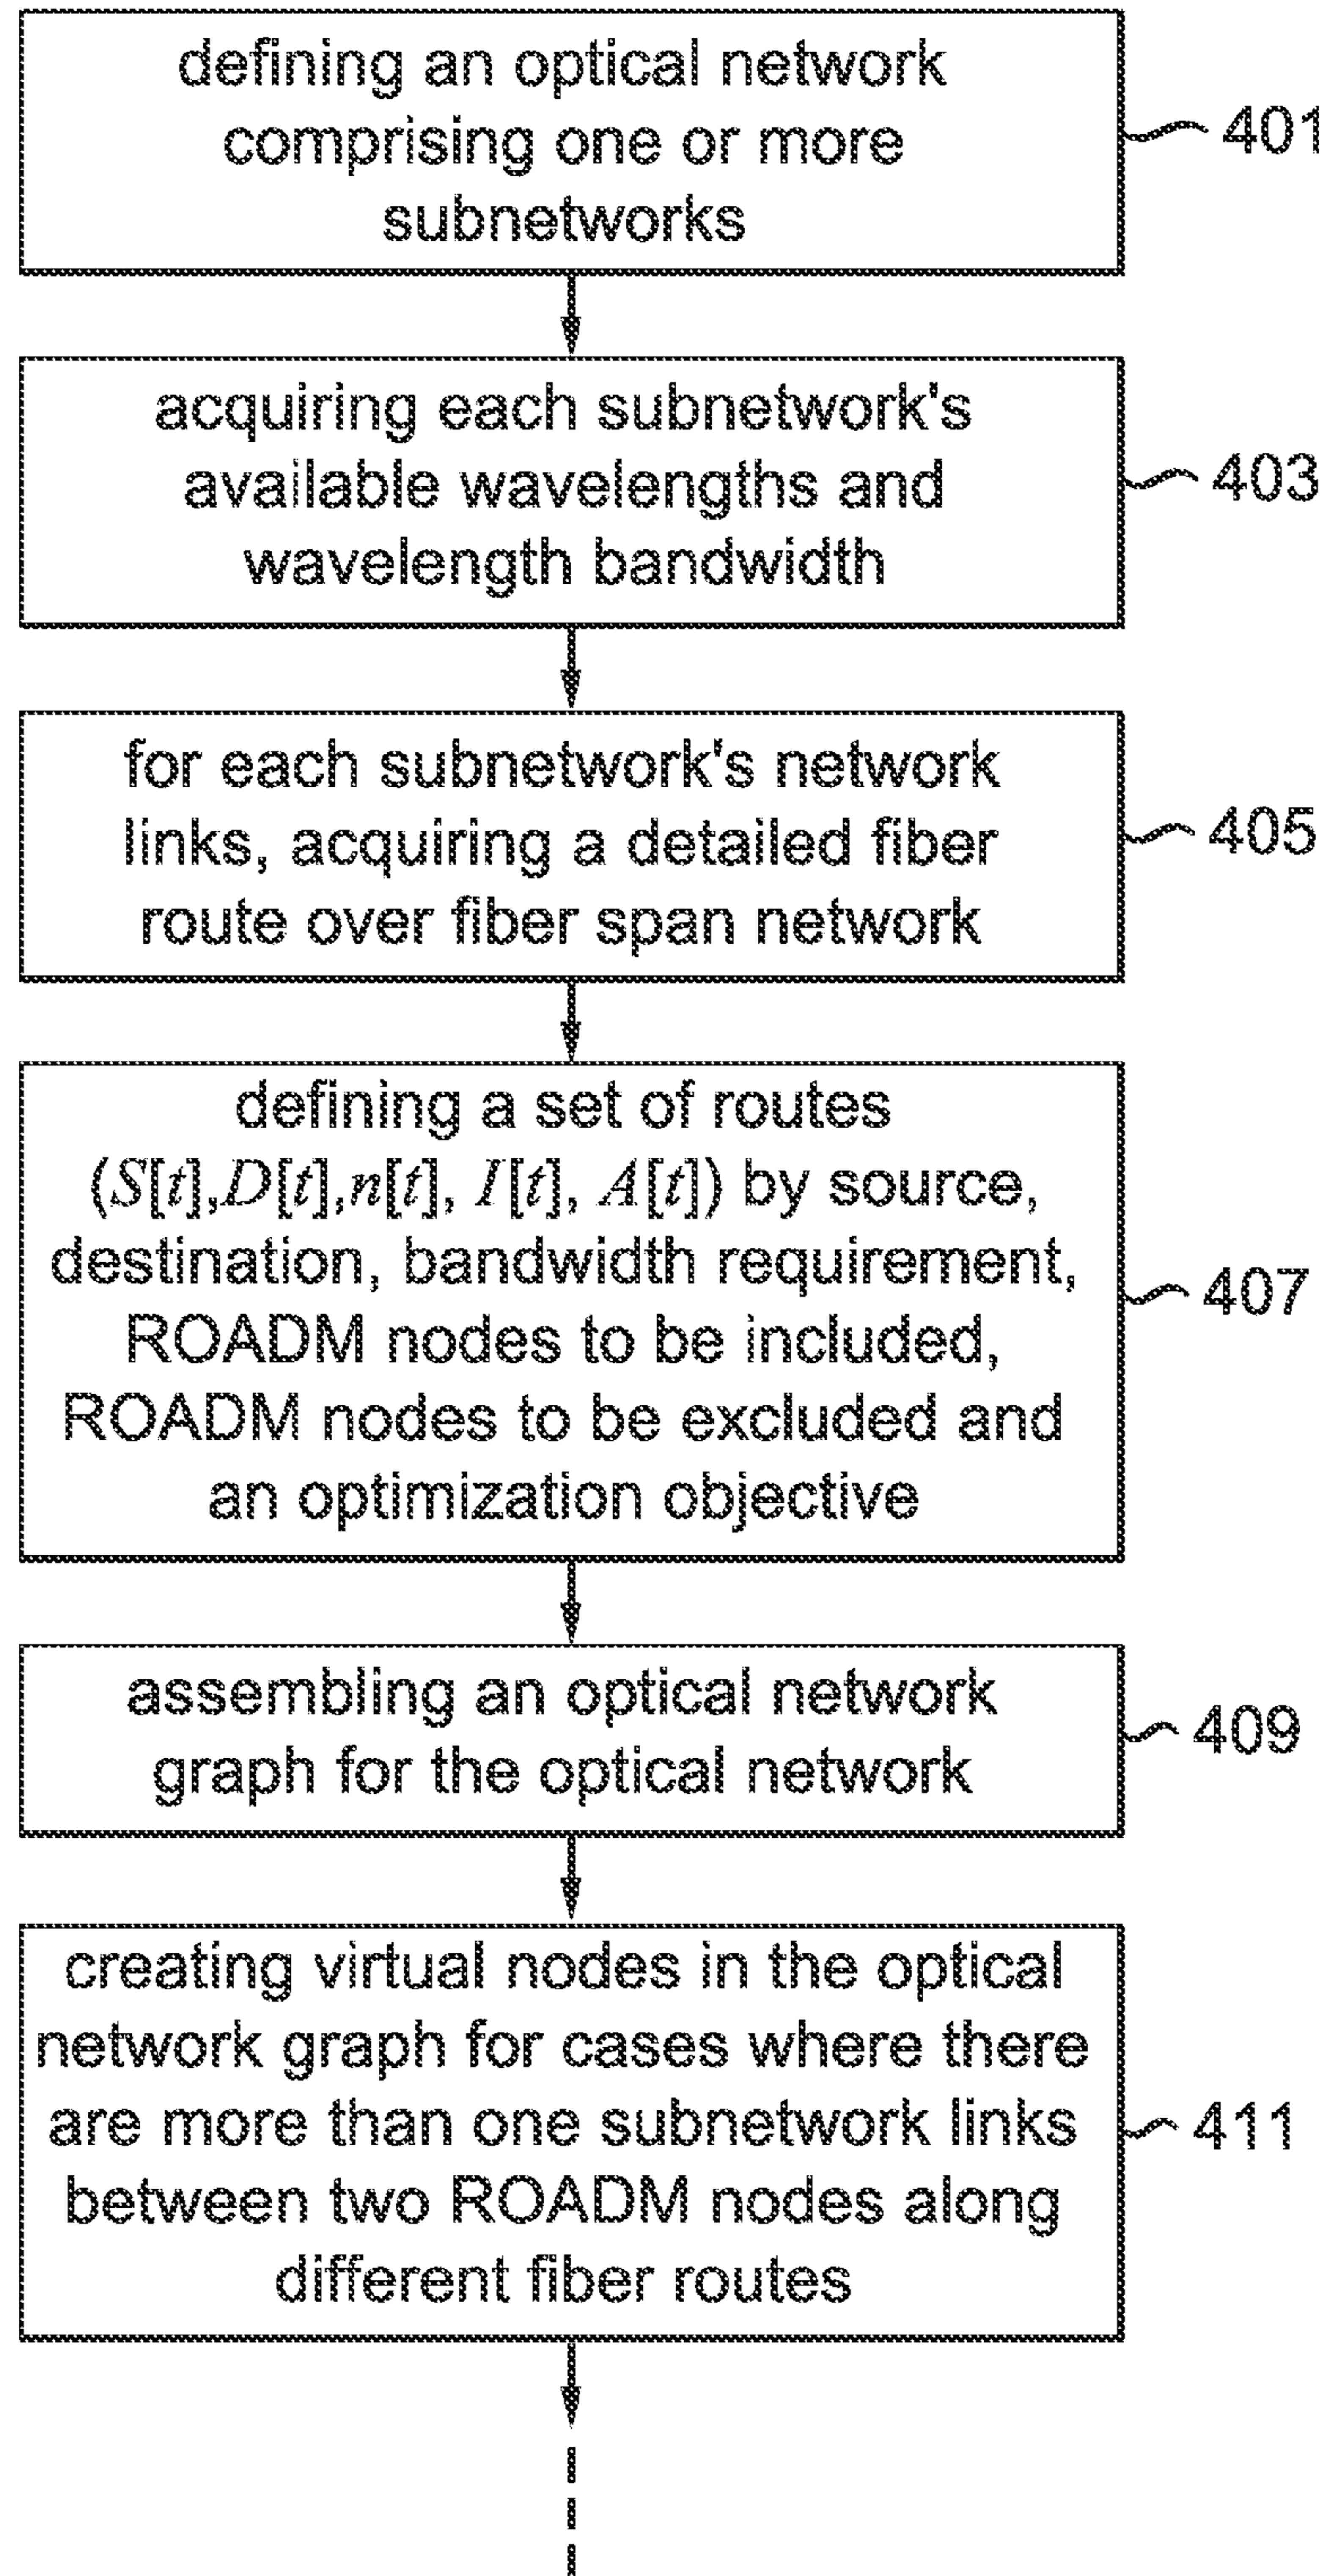 defining an optical network
comprising one or more
subnetworks
401
acquiring each subnetwork's
available wavelengths and
wavelength bandwidth
403
for each subnetwork's network
links, acquiring a detailed fiber
route over fiber span network
405
defining a set of routes
(S[t],D[t],n[t], I[t], A[t]) by source,
destination, bandwidth requirement,
ROADM nodes to be included,
ROADM nodes to be excluded and
an optimization objective
407
assembling an optical network
graph for the optical network
409
creating virtual nodes in the optical
network graph for cases where there
are more than one subnetwork links
between two ROADM nodes along
different fiber routes
411